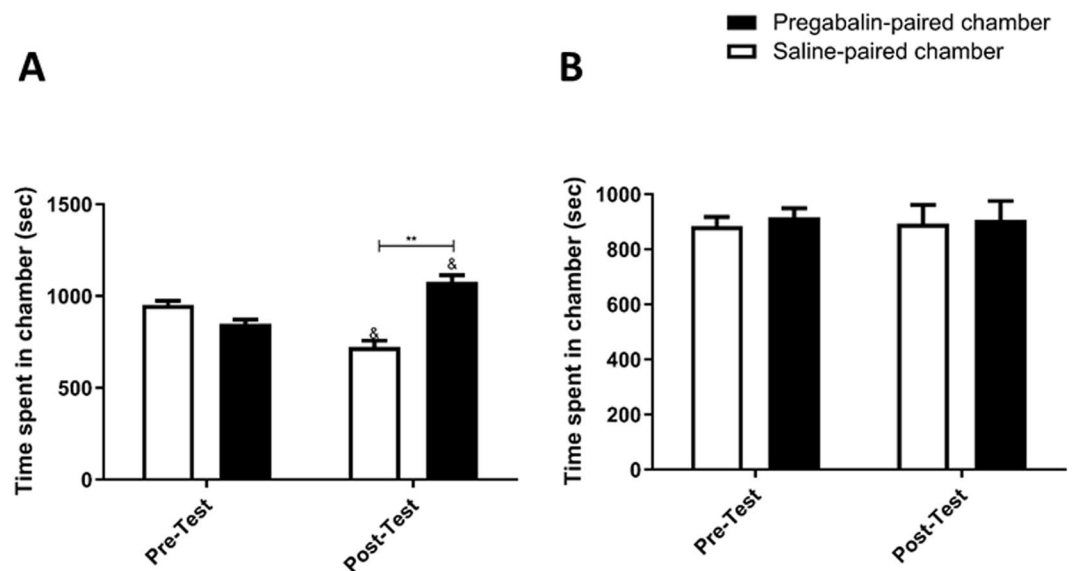 Pregabalin-paired chamber
Saline-paired chamber
A
Time spent in chamber (sec)
1500
1000
500
0
**
&
&
Pre-Test
Post-Test
B
Time spent in chamber (sec)
1000
800
600
400
200
0
Pre-Test
Post-Test